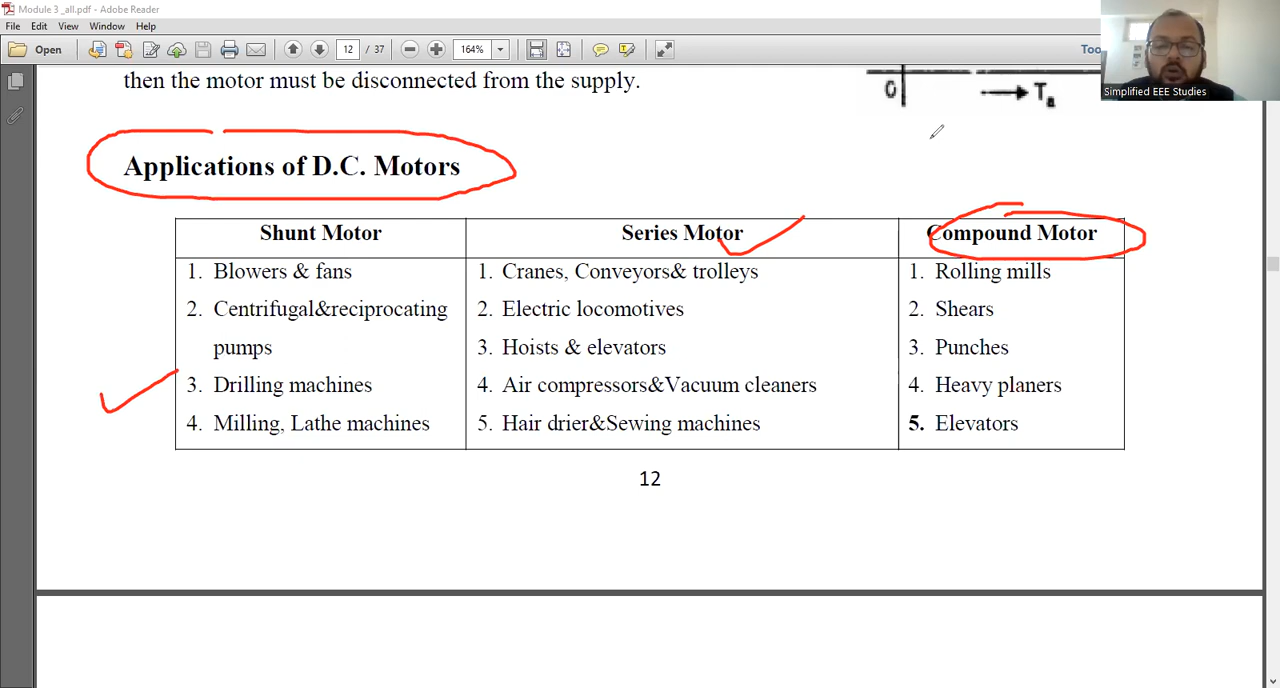 Module 3 _all.pdf - Adobe Reader
File Edit View Window Help
Open 12 / 37 164% Too
Simplified EEE Studies
then the motor must be disconnected from the supply.
0 Ta
Applications of D.C. Motors
Shunt Motor Series Motor Compound Motor
1. Blowers & fans 1. Cranes, Conveyors& trolleys 1. Rolling mills
2. Centrifugal&reciprocating 2. Electric locomotives 2. Shears
pumps 3. Hoists & elevators 3. Punches
3. Drilling machines 4. Air compressors&Vacuum cleaners 4. Heavy planers
4. Milling, Lathe machines 5. Hair drier&Sewing machines 5. Elevators
12